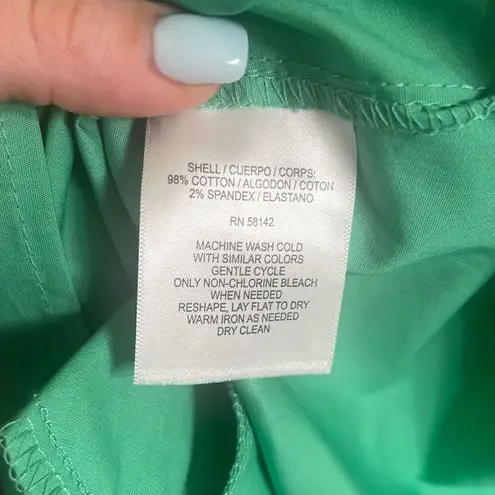 SHELL / CUERPO / CORPS:
98% COTTON / ALGODON / COTON
2% SPANDEX / ELASTANO
RN 58142
MACHINE WASH COLD
WITH SIMILAR COLORS
GENTLE CYCLE
ONLY NON-CHLORINE BLEACH
WHEN NEEDED
RESHAPE, LAY FLAT TO DRY
WARM IRON AS NEEDED
DRY CLEAN